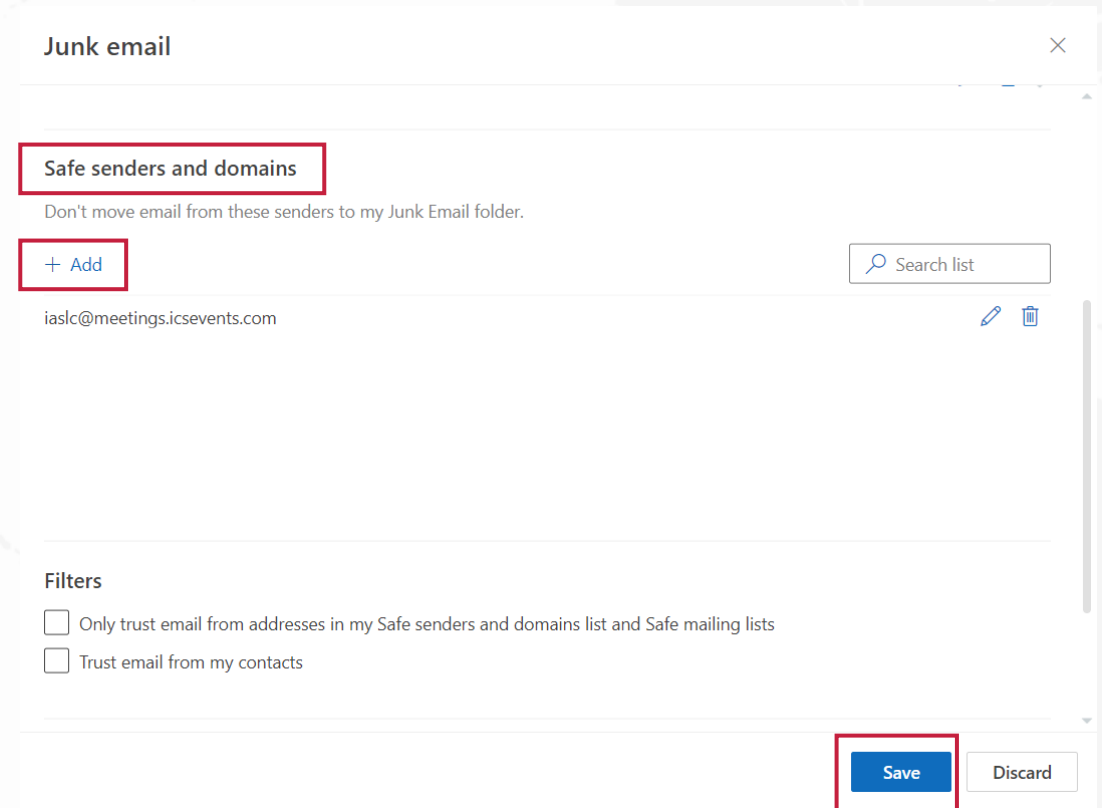 Junk email
Safe senders and domains
Don't move email from these senders to my Junk Email folder.
+ Add
Search list
iaslc@meetings.icsevents.com
Filters
Only trust email from addresses in my Safe senders and domains list and Safe mailing lists
Trust email from my contacts
Save
Discard